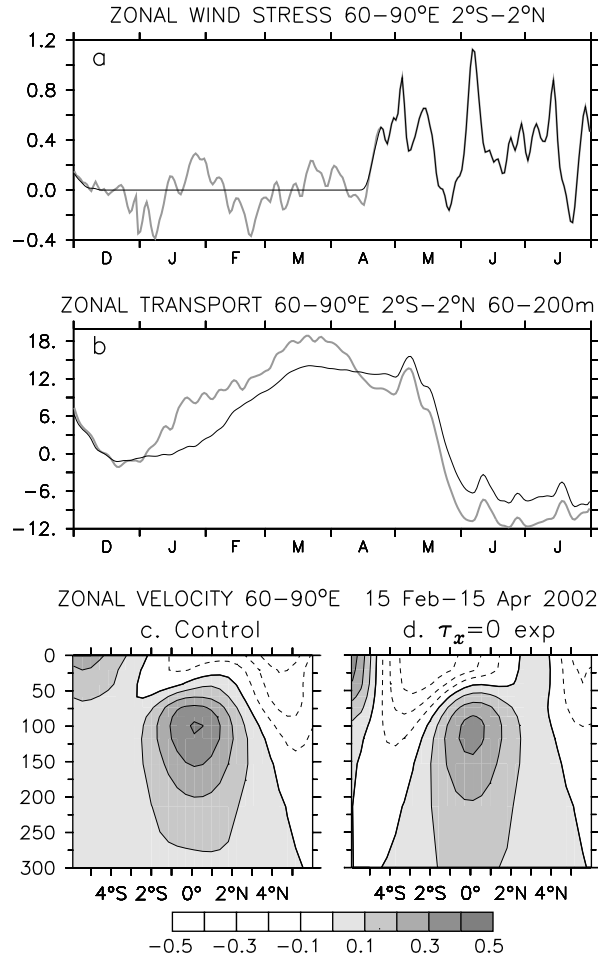 ZONAL WIND STRESS 60−90°E 2°S−2°N
a
1.2
0.8
0.4
0.0
−0.4
D J F M A M J J
ZONAL TRANSPORT 60−90°E 2°S−2°N 60−200m
b
18.
12.
6.
0.
−6.
−12.
D J F M A M J J
ZONAL VELOCITY 60−90°E 15 Feb−15 Apr 2002
c. Control
d. τx=0 exp
0
50
100
150
200
250
300
4°S 2°S 0° 2°N 4°N
4°S 2°S 0° 2°N 4°N
−0.5 −0.3 −0.1 0.1 0.3 0.5